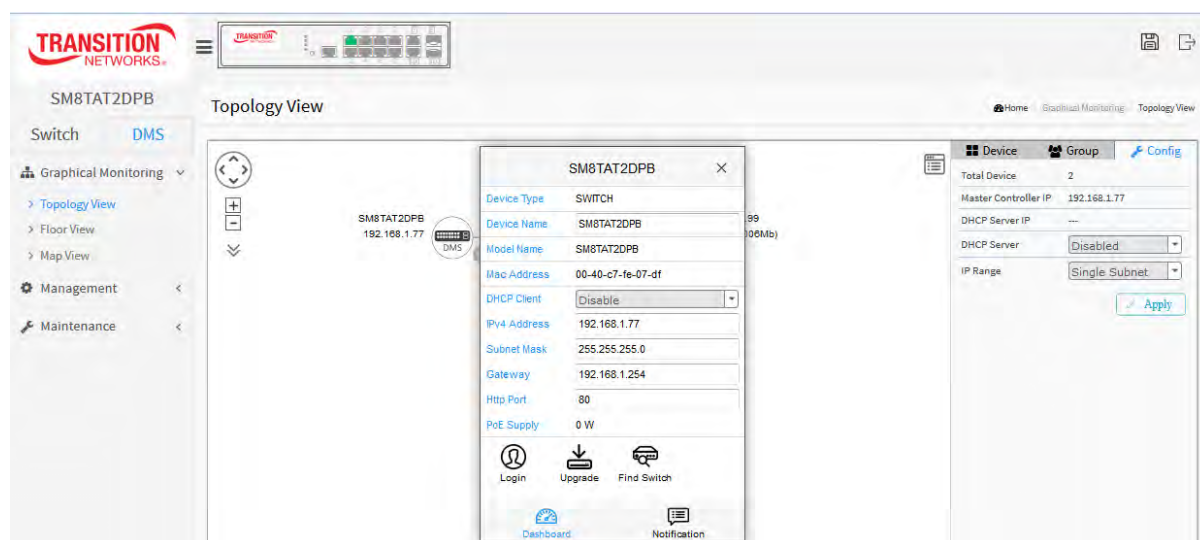 TRANSITION
NETWORKS®
TRANSITION
SM8TAT2DPB
Switch DMS
Graphical Monitoring
Topology View
Floor View
Map View
Management
Maintenance
Topology View
Home Graphical Monitoring Topology View
SM8TAT2DPB
192.168.1.77
DMS
.99
06Mb)
SM8TAT2DPB
Device Type SWITCH
Device Name SM8TAT2DPB
Model Name SM8TAT2DPB
Mac Address 00-40-c7-fe-07-df
DHCP Client Disable
IPv4 Address 192.168.1.77
Subnet Mask 255.255.255.0
Gateway 192.168.1.254
Http Port 80
PoE Supply 0 W
Login Upgrade Find Switch
Dashboard Notification
Device Group Config
Total Device 2
Master Controller IP 192.168.1.77
DHCP Server IP ---
DHCP Server Disabled
IP Range Single Subnet
Apply